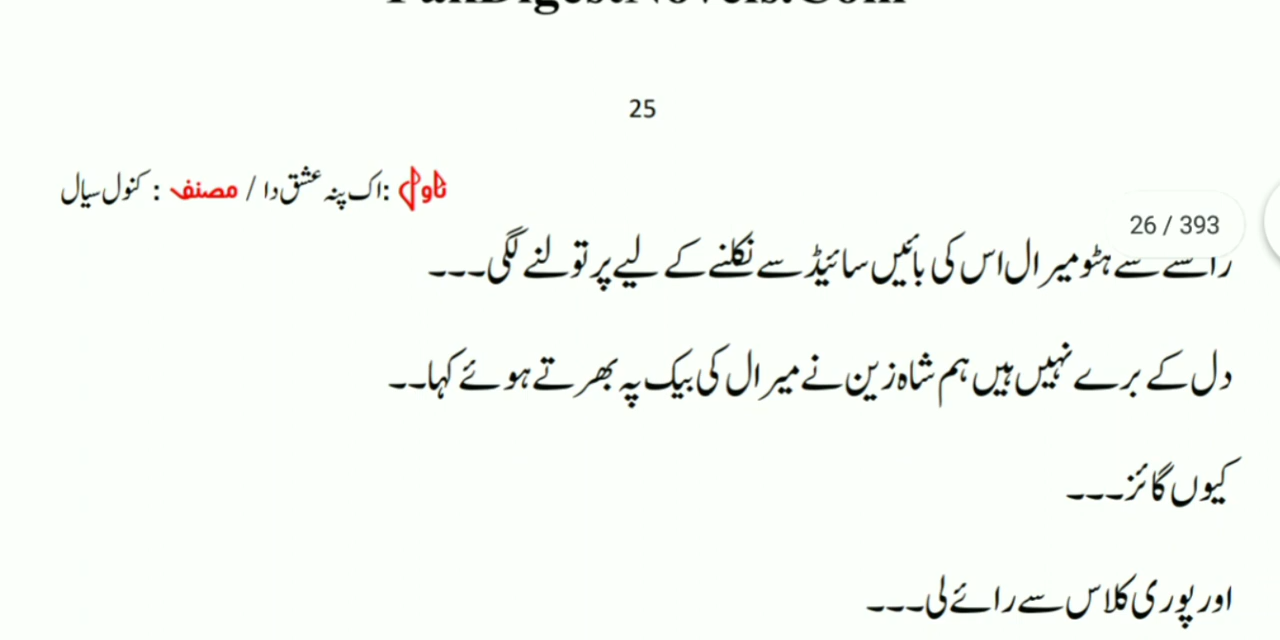 PakDigestNovels.Com
25
ناول :اک پنہ عشق دا / مصنف : کنول سیال
26 / 393
راستے سے ہٹو میرال اس کی بائیں سائیڈ سے نکلنے کے لیے پر تولنے لگی۔۔۔
دل کے برے نہیں ہیں ہم شاہ زین نے میرال کی بیک پہ بھرتے ہوئے کہا۔۔
کیوں گائز۔۔۔
اور پوری کلاس سے رائے لی۔۔۔